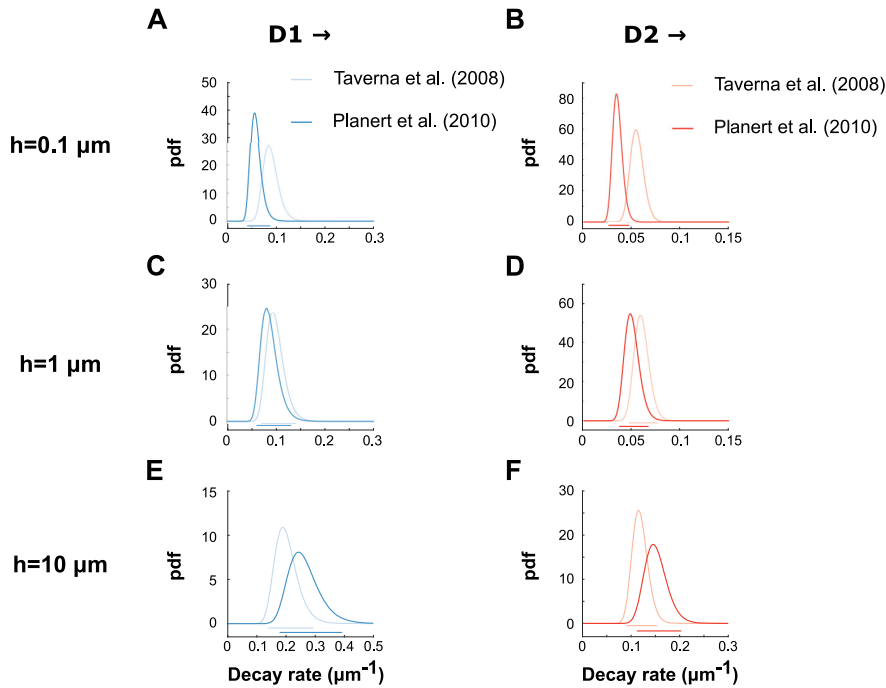 A
D1 →
B
D2 →
h=0.1 µm
pdf
50
40
30
20
10
0
0
0.1
0.2
0.3
Taverna et al. (2008)
Planert et al. (2010)
pdf
80
60
40
20
0
0
0.05
0.1
0.15
Taverna et al. (2008)
Planert et al. (2010)
h=1 µm
C
pdf
30
20
10
0
0
0.1
0.2
0.3
D
pdf
60
40
20
0
0
0.05
0.1
0.15
h=10 µm
E
pdf
15
10
5
0
0
0.1
0.2
0.3
0.4
0.5
Decay rate (µm⁻¹)
F
pdf
30
20
10
0
0
0.1
0.2
0.3
Decay rate (µm⁻¹)